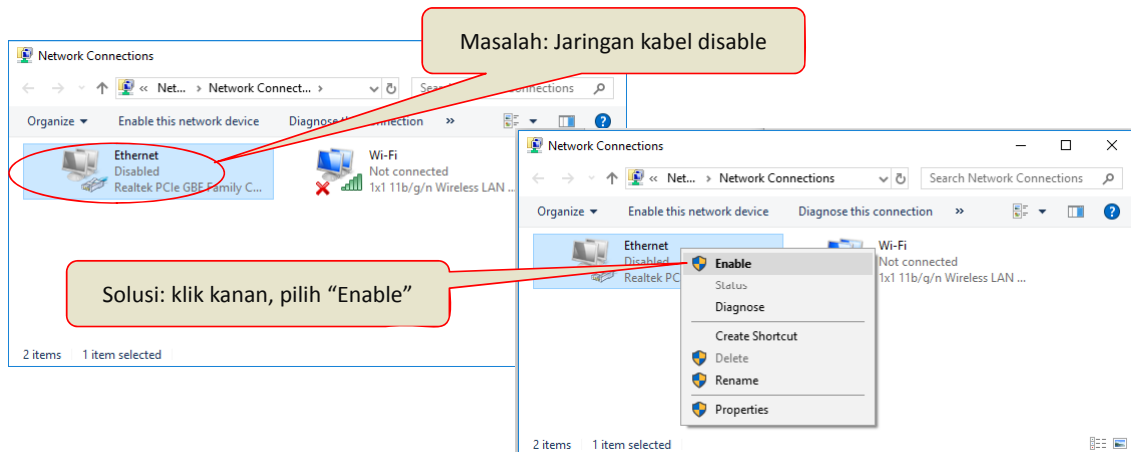 Masalah: Jaringan kabel disable
Network Connections
« Net... › Network Connect... ›
Organize Enable this network device Diagnose this connection »
Ethernet
Disabled
Realtek PCIe GBE Family C...
Wi-Fi
Not connected
1x1 11b/g/n Wireless LAN ...
Solusi: klik kanan, pilih “Enable”
2 items 1 item selected
Network Connections
« Net... › Network Connections Search Network Connections
Organize Enable this network device Diagnose this connection »
Ethernet
Disabled
Realtek PC
Wi-Fi
Not connected
1x1 11b/g/n Wireless LAN ...
Enable
Status
Diagnose
Create Shortcut
Delete
Rename
Properties
2 items 1 item selected